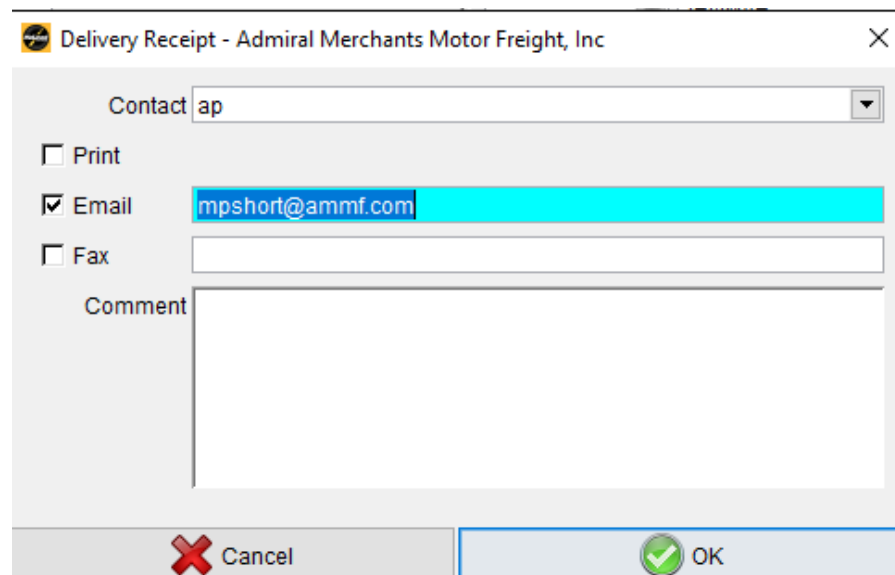 Delivery Receipt - Admiral Merchants Motor Freight, Inc
Contact ap
Print
Email mpshort@ammf.com
Fax
Comment
Cancel OK